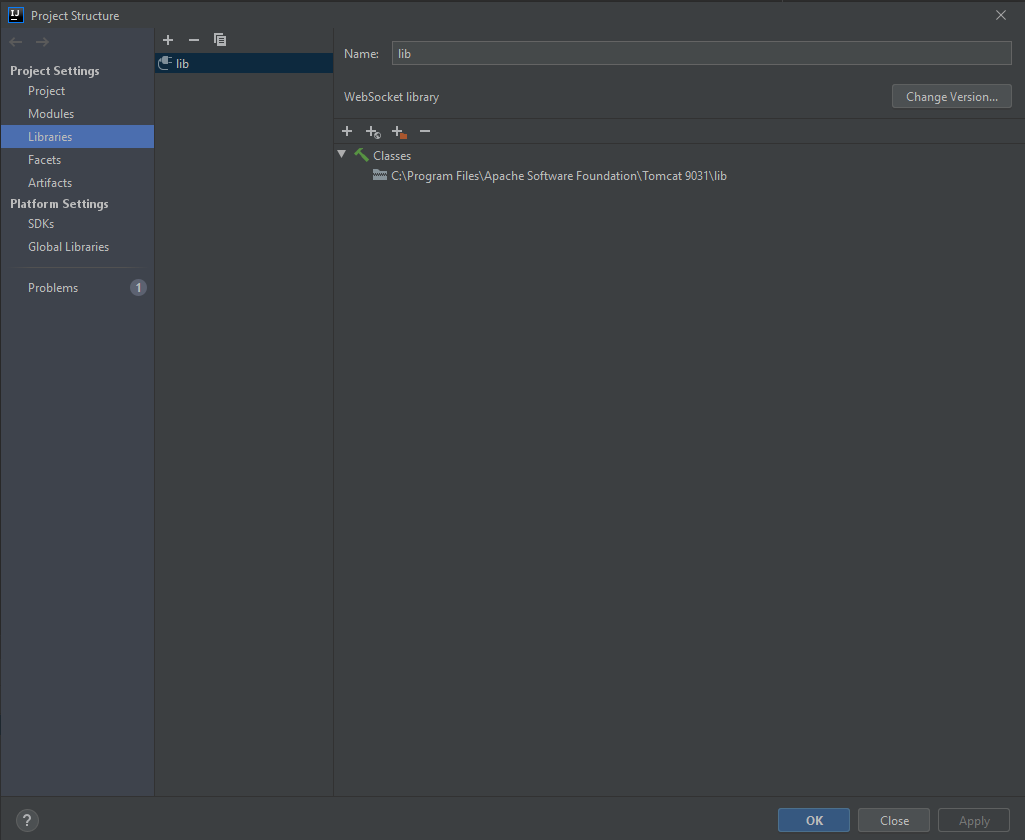 Project Structure
Project Settings
Project
Modules
Libraries
Facets
Artifacts
Platform Settings
SDKs
Global Libraries
Problems 1
lib
Name: lib
WebSocket library
Change Version...
Classes
C:\Program Files\Apache Software Foundation\Tomcat 9031\lib
?
OK
Close
Apply